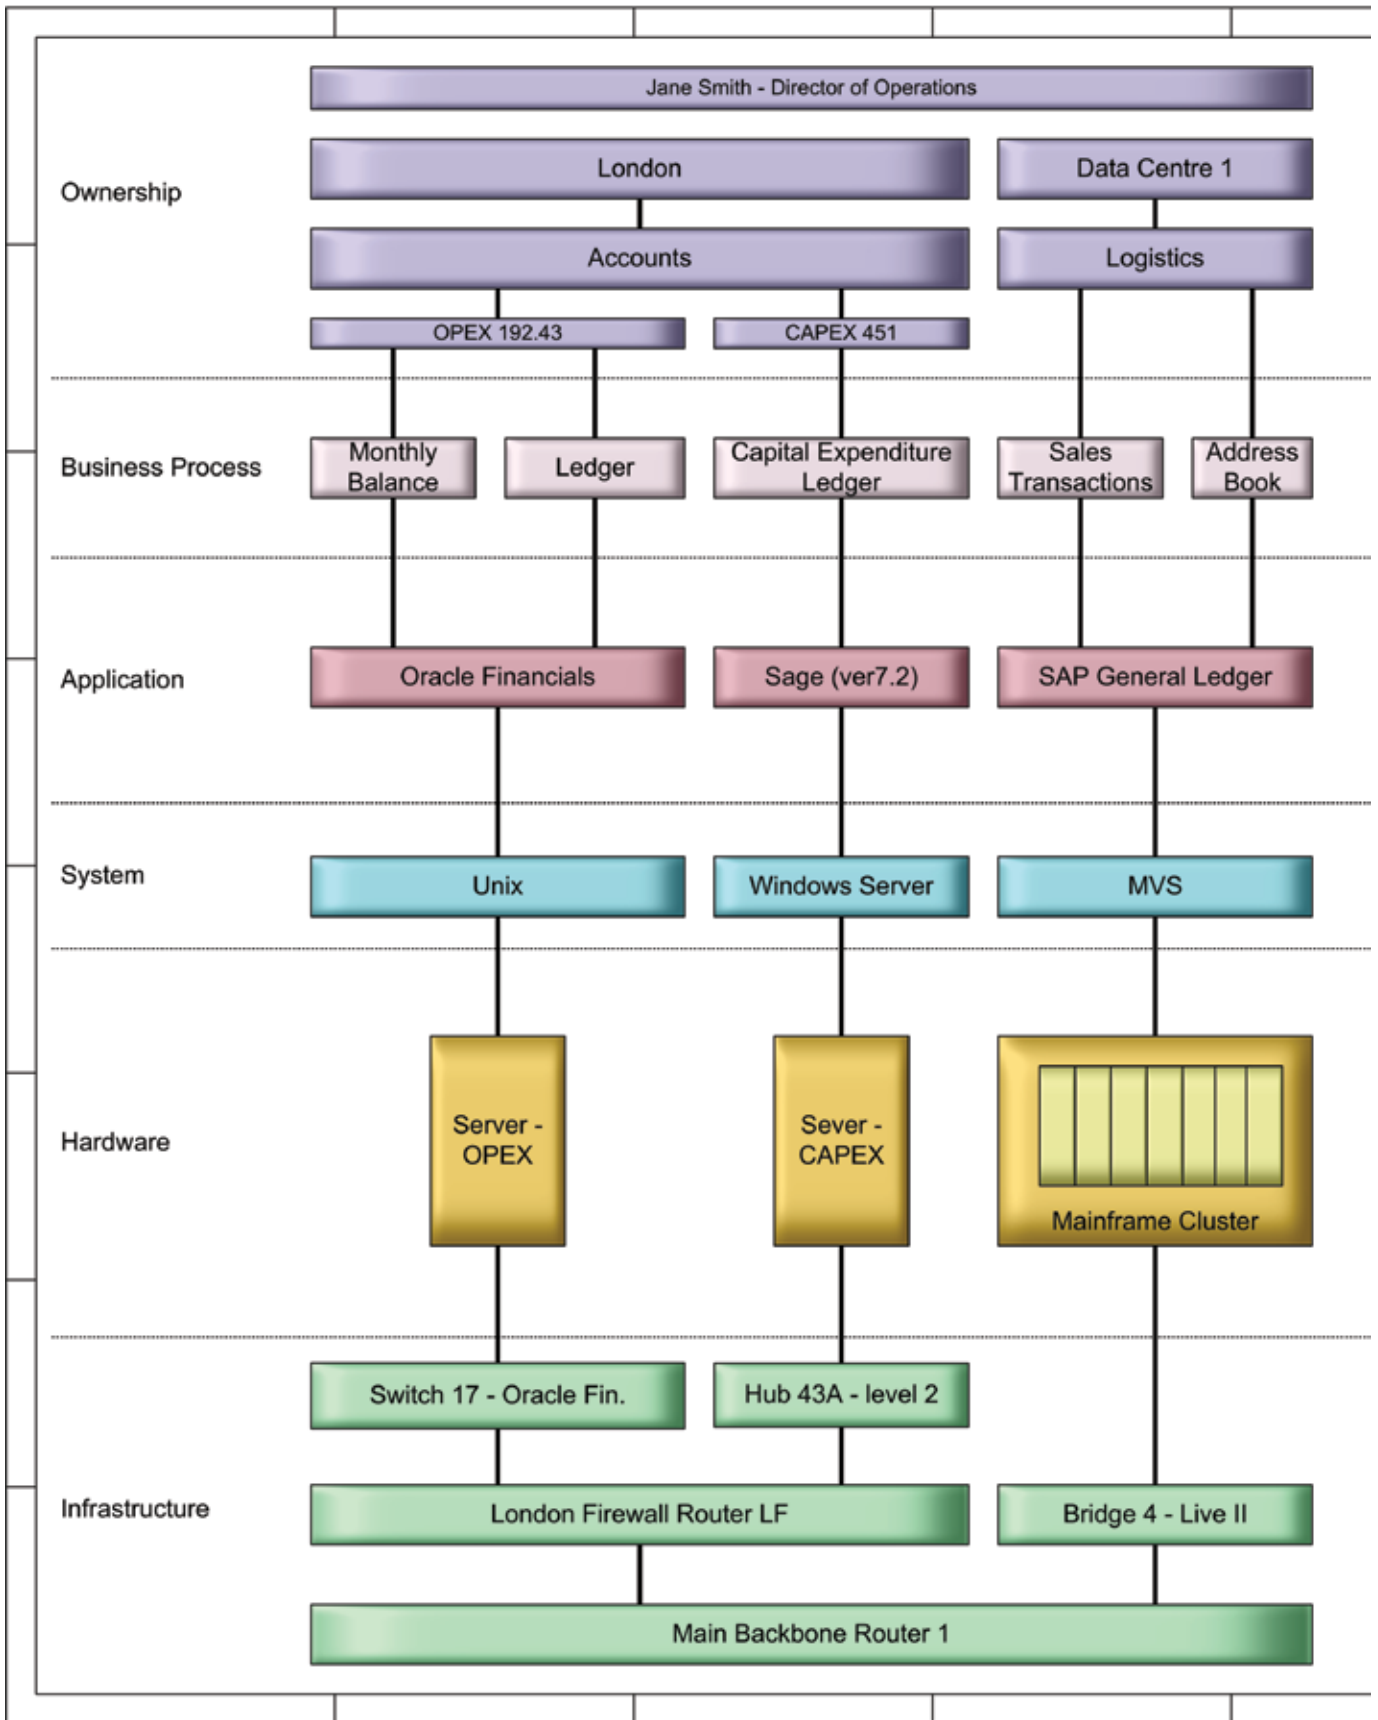 Jane Smith - Director of Operations
Ownership
London
Data Centre 1
Accounts
Logistics
OPEX 192.43
CAPEX 451
Business Process
Monthly
Balance
Ledger
Capital Expenditure
Ledger
Sales
Transactions
Address
Book
Application
Oracle Financials
Sage (ver7.2)
SAP General Ledger
System
Unix
Windows Server
MVS
Hardware
Server -
OPEX
Sever -
CAPEX
Mainframe Cluster
Infrastructure
Switch 17 - Oracle Fin.
Hub 43A - level 2
London Firewall Router LF
Bridge 4 - Live II
Main Backbone Router 1